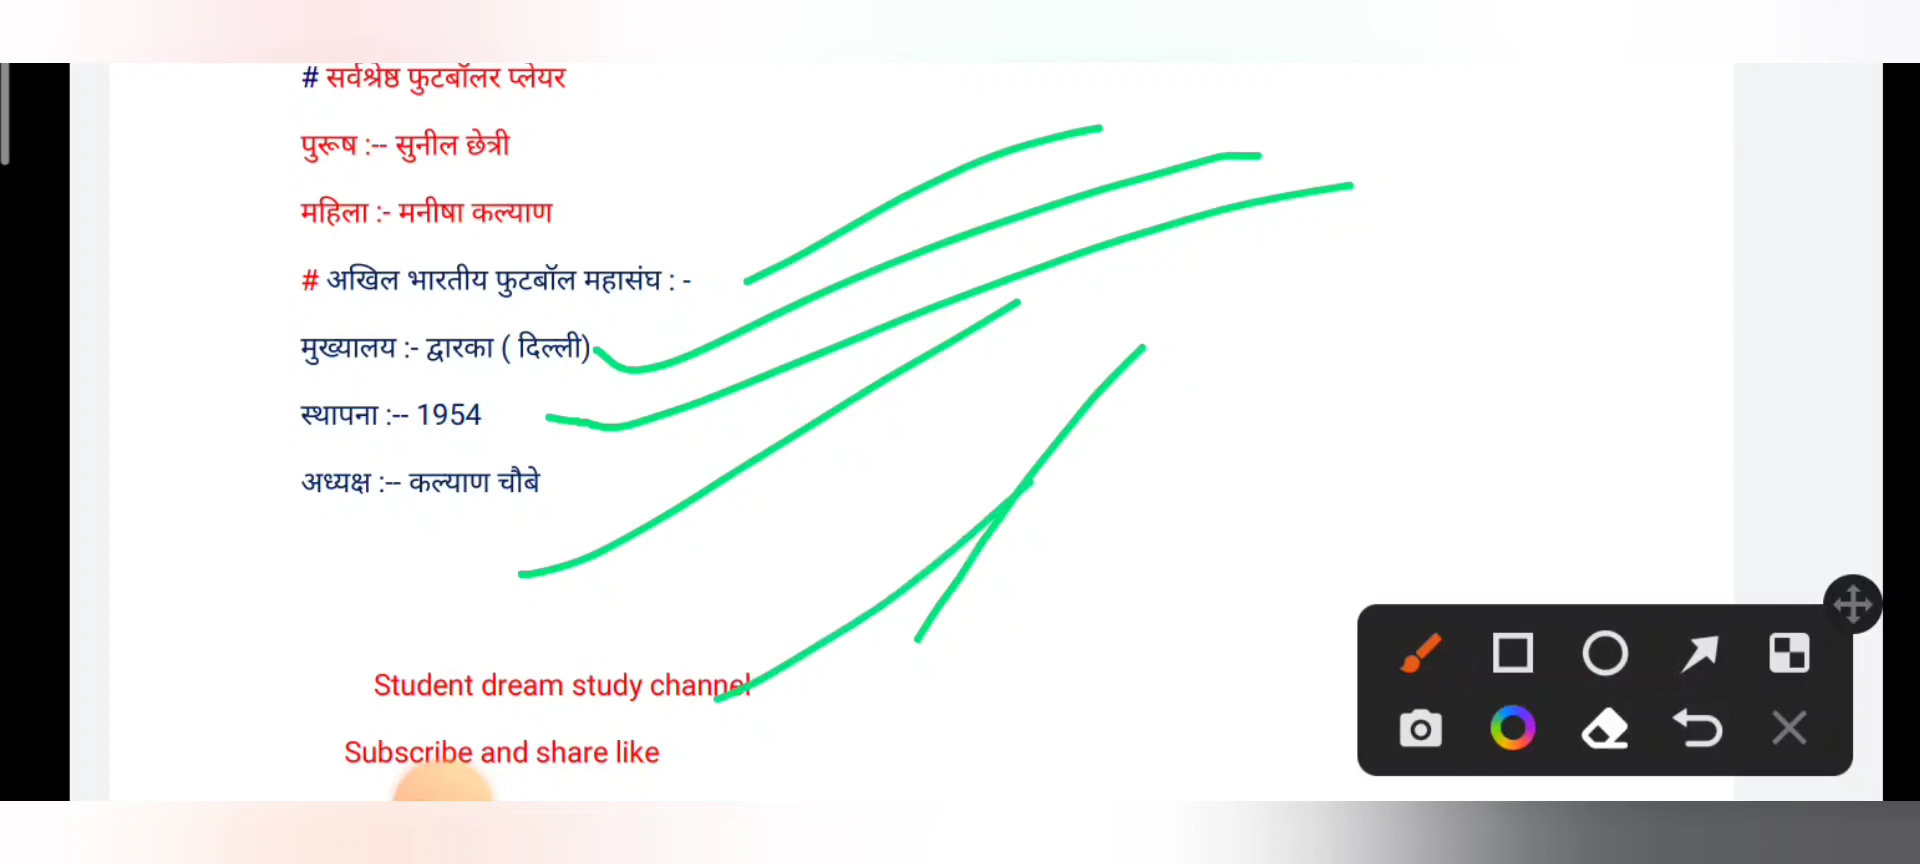 # सर्वश्रेष्ठ फुटबॉलर प्लेयर
पुरूष :-- सुनील छेत्री
महिला :- मनीषा कल्याण
# अखिल भारतीय फुटबॉल महासंघ : -
मुख्यालय :- द्वारका ( दिल्ली)
स्थापना :-- 1954
अध्यक्ष :-- कल्याण चौबे
Student dream study channel
Subscribe and share like